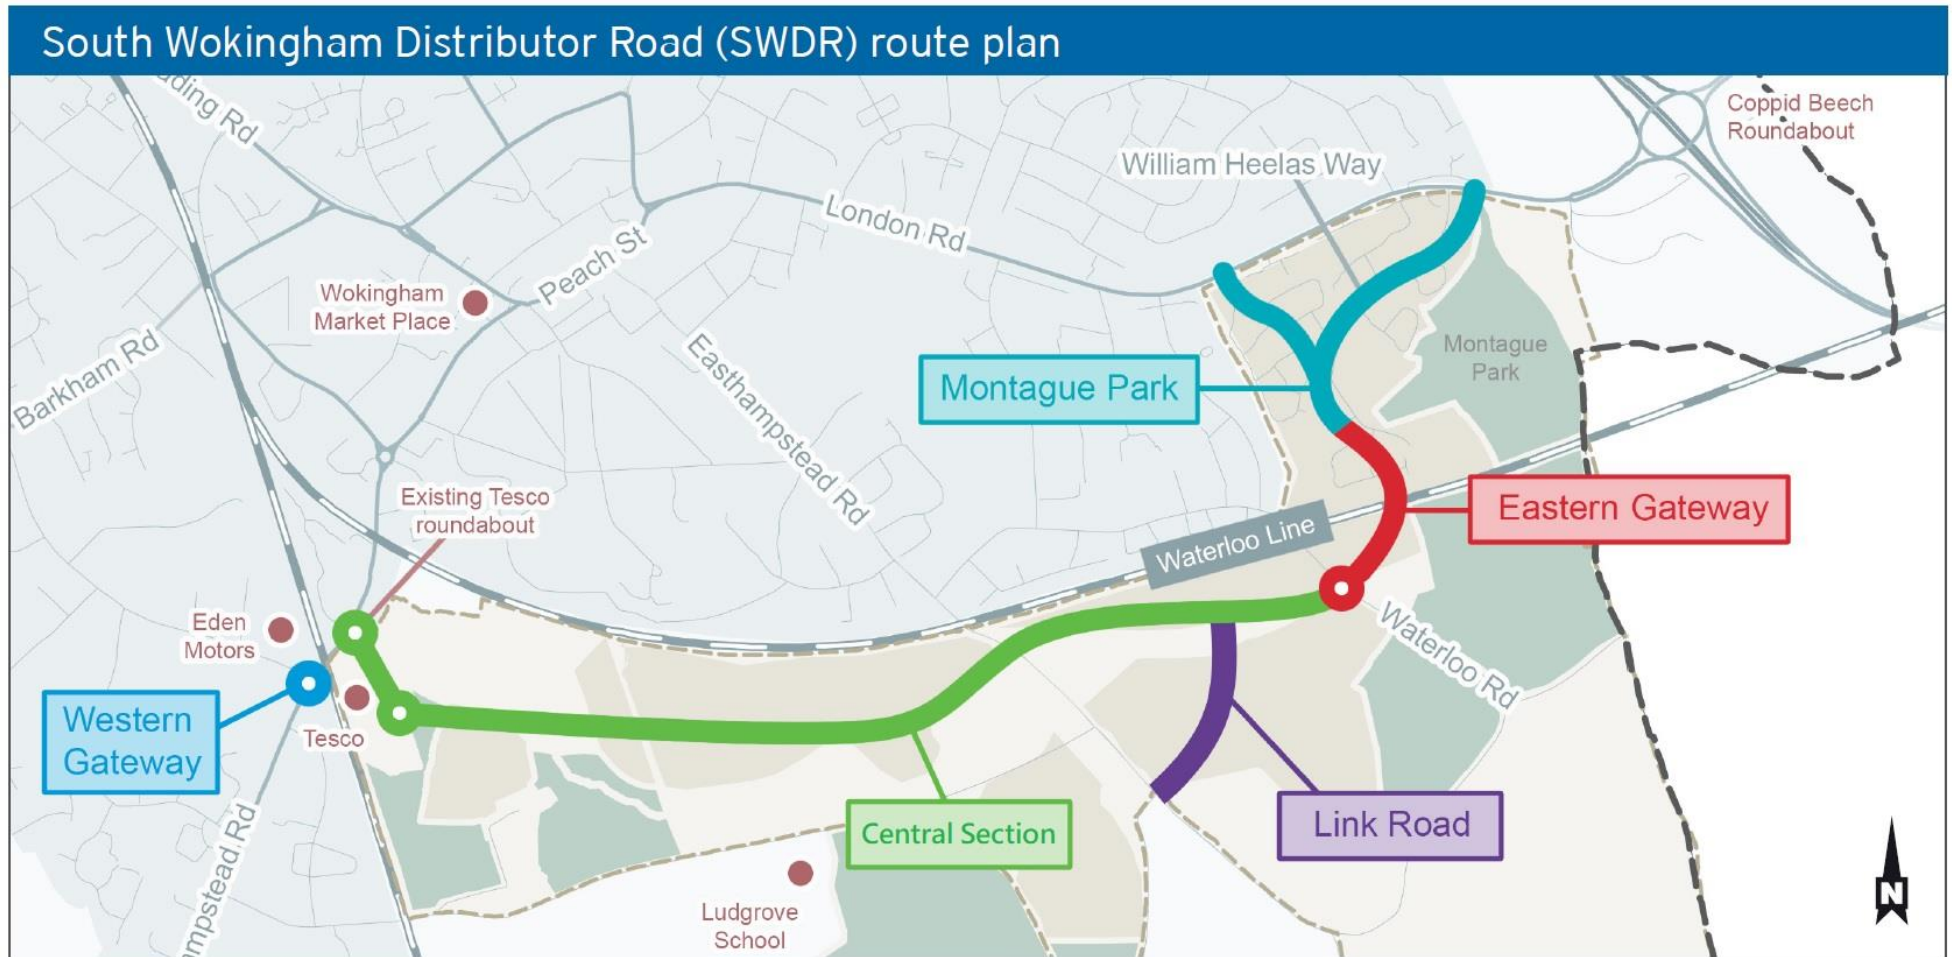 South Wokingham Distributor Road (SWDR) route plan
Rd
Coppid Beech
Roundabout
William Heelas Way
London Rd
Peach St
Wokingham
Market Place
Barkham Rd
Easthampstead Rd
Montague
Park
Montague Park
Existing Tesco
roundabout
Eastern Gateway
Waterloo Line
Eden
Motors
Waterloo Rd
Western
Gateway
Tesco
Central Section
Link Road
Rd
Ludgrove
School
N